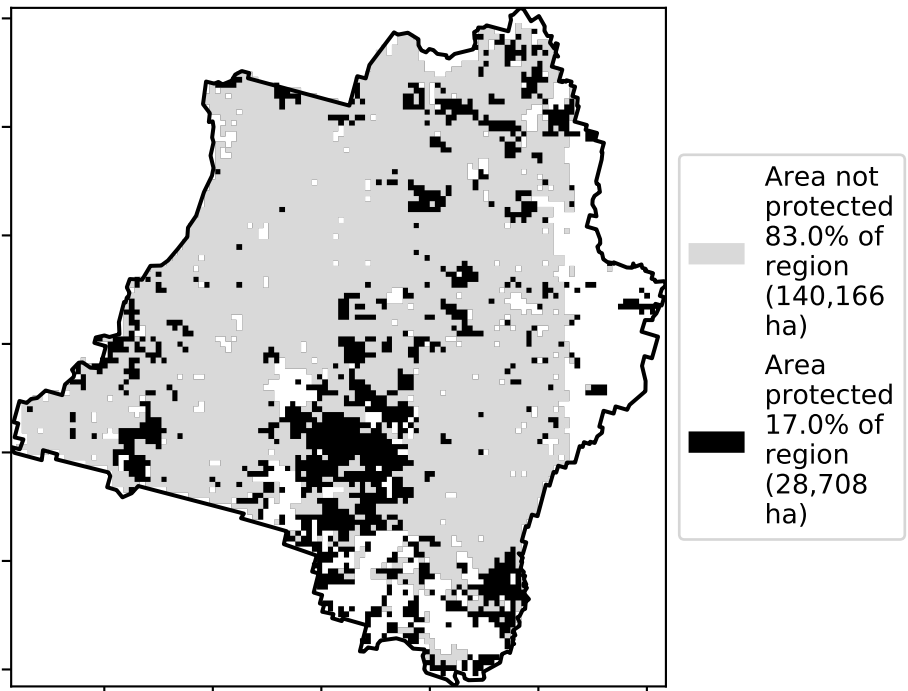 Area not
protected
83.0% of
region
(140,166
ha)
Area
protected
17.0% of
region
(28,708
ha)